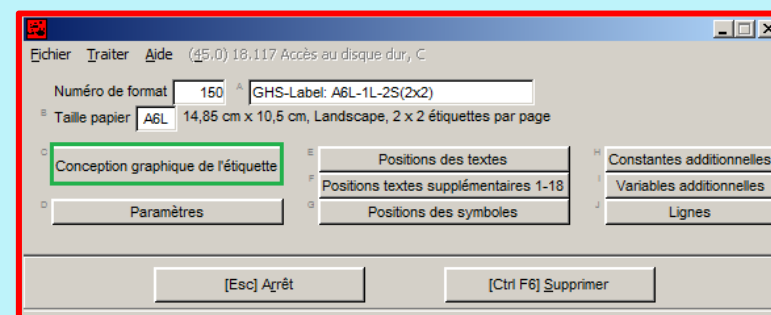 Fichier Traiter Aide (45.0) 18.117 Accès au disque dur, C
Numéro de format 150 A GHS-Label: A6L-1L-2S(2x2)
B Taille papier A6L 14,85 cm x 10,5 cm, Landscape, 2 x 2 étiquettes par page
C Conception graphique de l'étiquette E Positions des textes H Constantes additionnelles
F Positions textes supplémentaires 1-18 I Variables additionnelles
D Paramètres G Positions des symboles J Lignes
[Esc] Arrêt [Ctrl F6] Supprimer